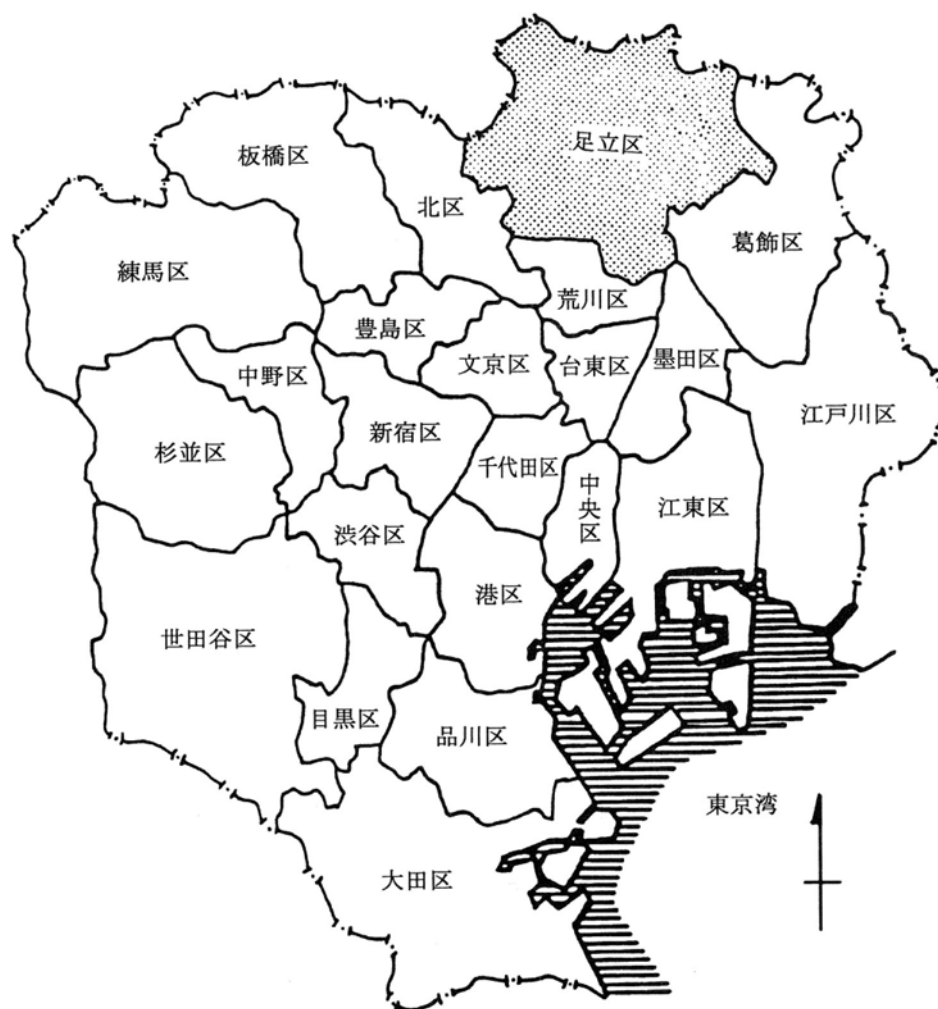 足立区
板橋区
北区
葛飾区
練馬区
荒川区
豊島区
文京区
台東区
墨田区
中野区
江戸川区
新宿区
杉並区
千代田区
中央区
江東区
渋谷区
港区
世田谷区
目黒区
品川区
東京湾
大田区